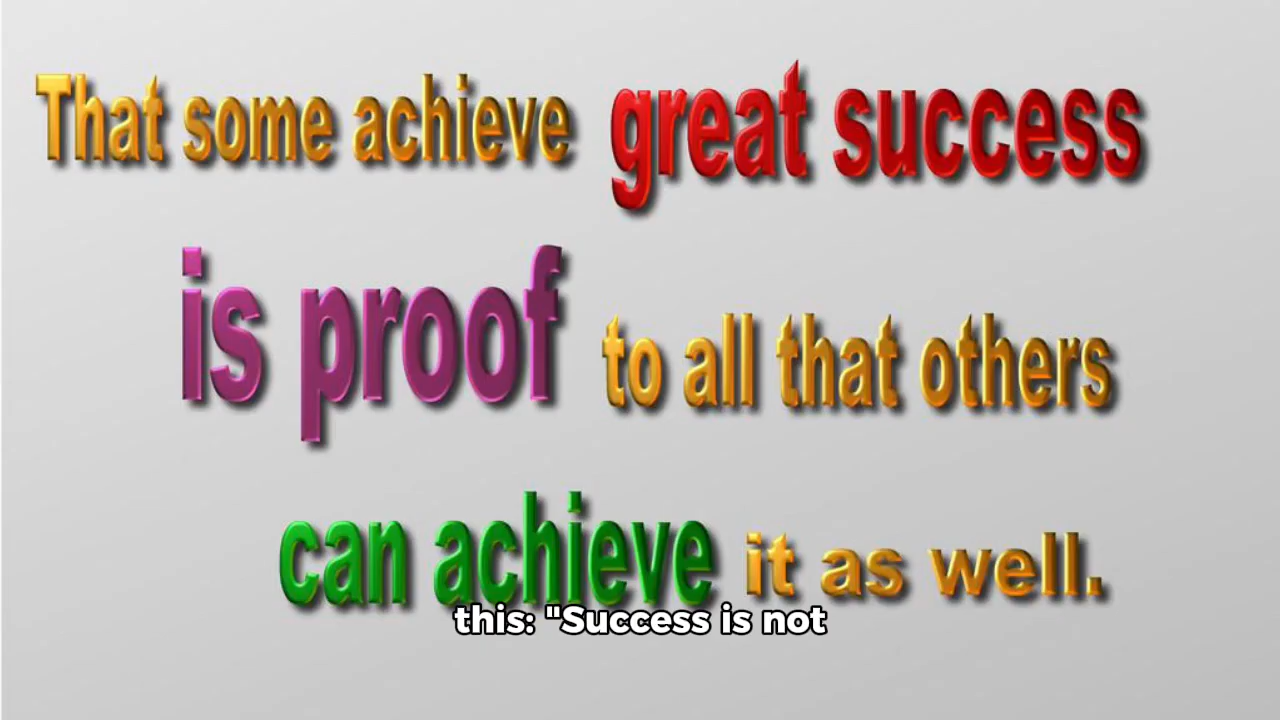 That some achieve great success
is proof to all that others
can achieve it as well.
this: "Success is not